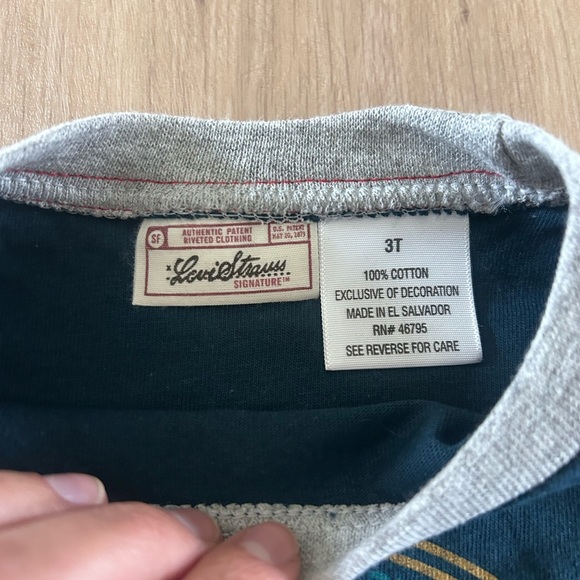 SF
AUTHENTIC PATENT
RIVETED CLOTHING
U.S. PATENT
MAY 20, 1873
x Levi Strauss
SIGNATURE™
3T
100% COTTON
EXCLUSIVE OF DECORATION
MADE IN EL SALVADOR
RN# 46795
SEE REVERSE FOR CARE